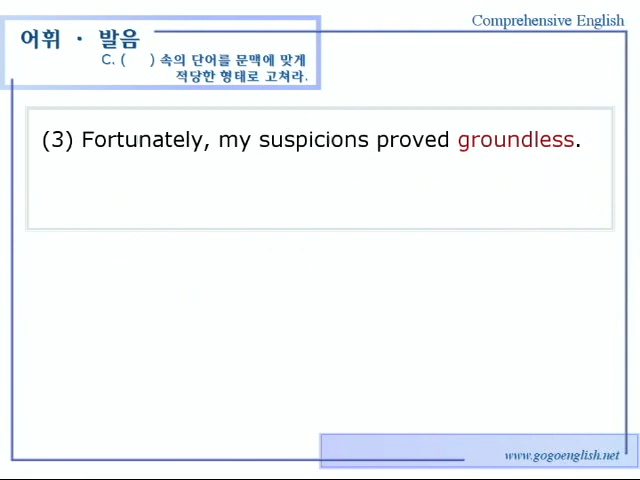 Comprehensive English
어휘 · 발음
C. (    ) 속의 단어를 문맥에 맞게
적당한 형태로 고쳐라.
(3) Fortunately, my suspicions proved groundless.
www.gogoenglish.net